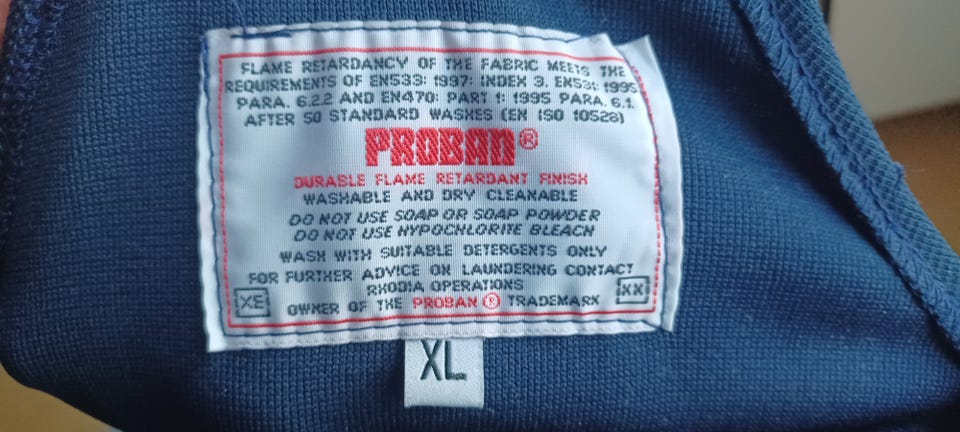 FLAME RETARDANCY OF THE FABRIC MEETS THE
REQUIREMENTS OF EN533: 1997: INDEX 3. EN531: 1995
PARA. 6.2.2 AND EN470: PART 1: 1995 PARA. 6.1.
AFTER 50 STANDARD WASHES (EN ISO 10528)
PROBAN®
DURABLE FLAME RETARDANT FINISH
WASHABLE AND DRY CLEANABLE
DO NOT USE SOAP OR SOAP POWDER
DO NOT USE HYPOCHLORITE BLEACH
WASH WITH SUITABLE DETERGENTS ONLY
FOR FURTHER ADVICE ON LAUNDERING CONTACT
RHODIA OPERATIONS
XE OWNER OF THE PROBAN® TRADEMARK XX
XL